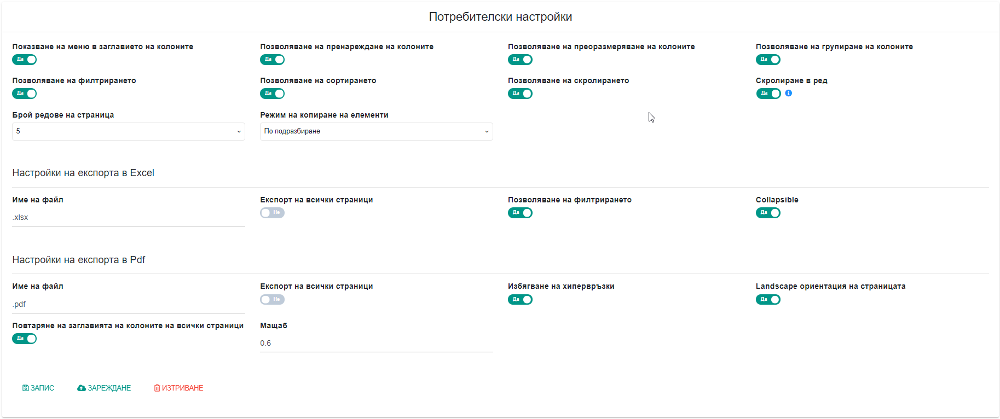 Потребителски настройки
Показване на меню в заглавието на колоните
Позволяване на пренареждане на колоните
Позволяване на преоразмеряване на колоните
Позволяване на групиране на колоните
Да
Да
Да
Да
Позволяване на филтрирането
Позволяване на сортирането
Позволяване на скролирането
Скролиране в ред
Да
Да
Да
Да
Брой редове на страница
Режим на копиране на елементи
5
По подразбиране
Настройки на експорта в Excel
Име на файл
Експорт на всички страници
Позволяване на филтрирането
Collapsible
.xlsx
Не
Да
Да
Настройки на експорта в Pdf
Име на файл
Експорт на всички страници
Избягване на хипервръзки
Landscape ориентация на страницата
.pdf
Не
Да
Да
Повтаряне на заглавията на колоните на всички страници
Мащаб
Да
0.6
ЗАПИС
ЗАРЕЖДАНЕ
ИЗТРИВАНЕ